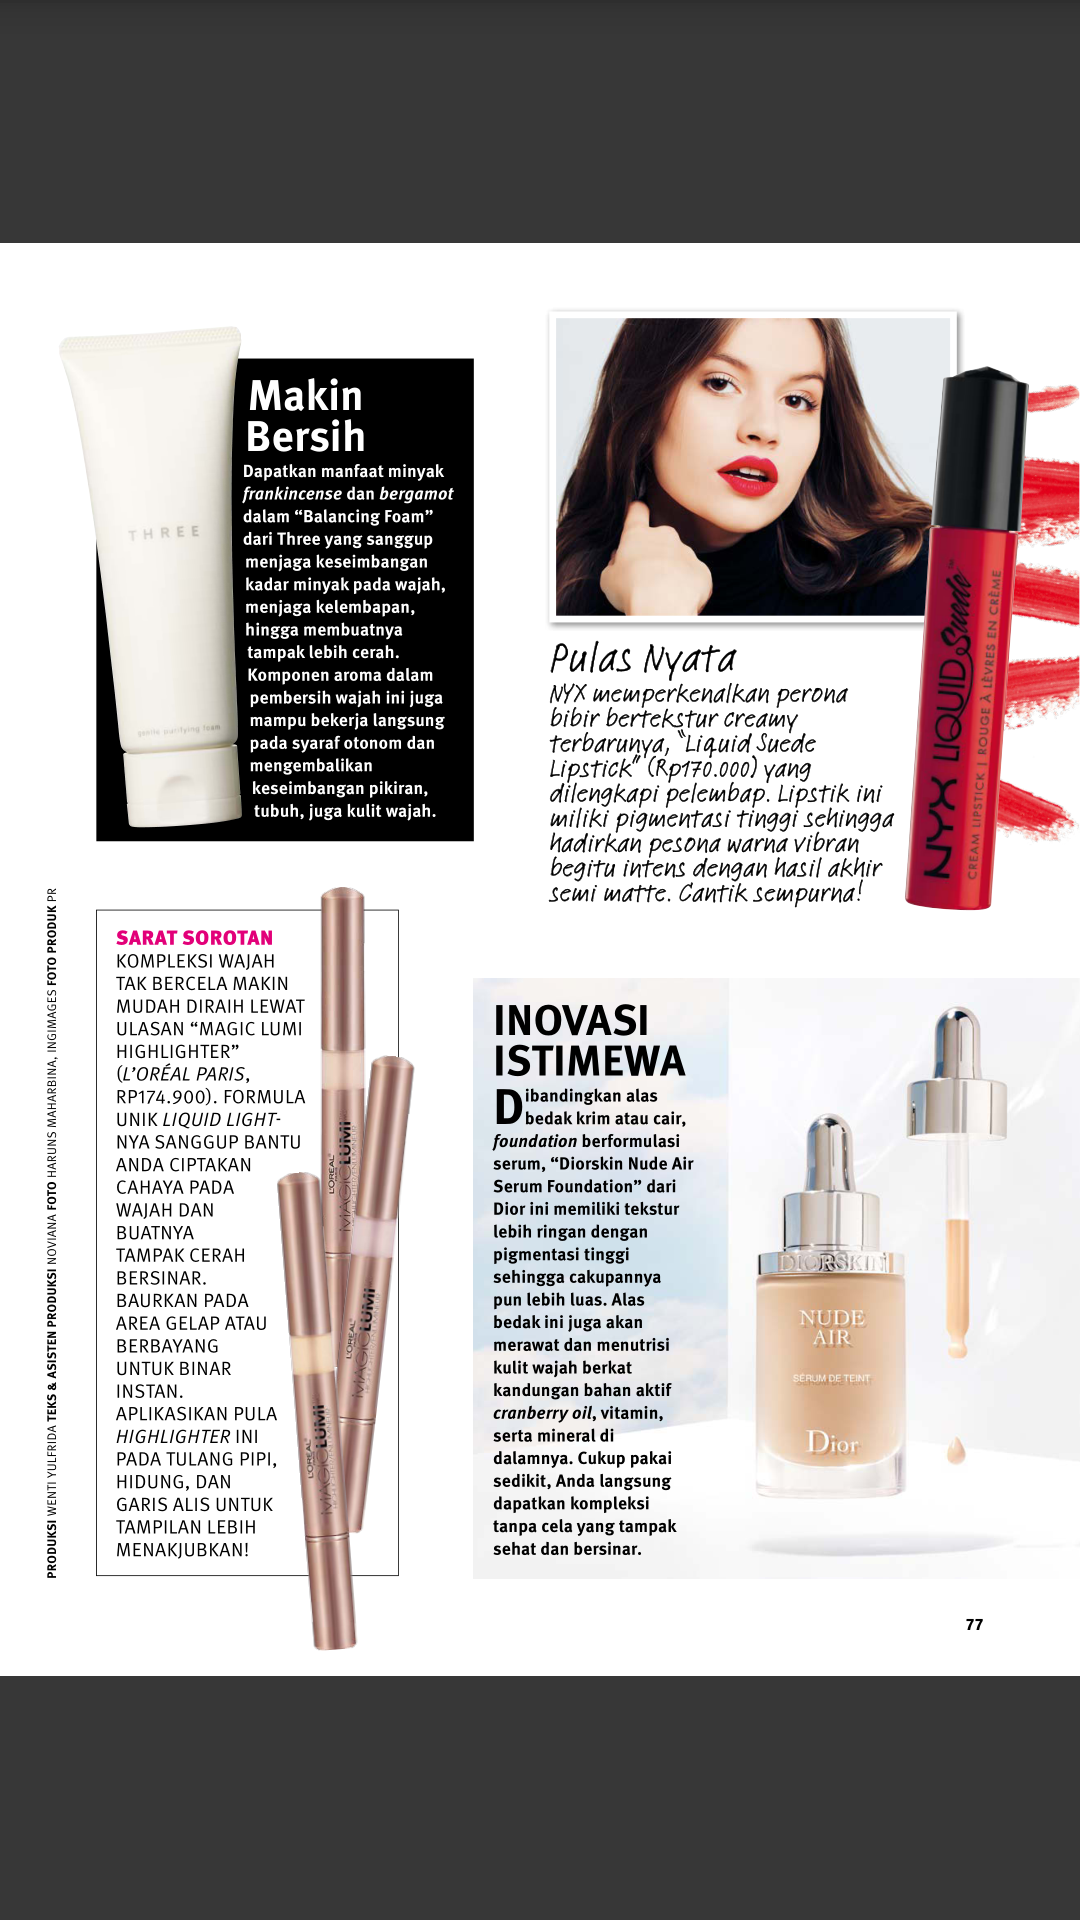 Makin
Bersih
Dapatkan manfaat minyak
frankincense dan bergamot
dalam “Balancing Foam”
dari Three yang sanggup
menjaga keseimbangan
kadar minyak pada wajah,
menjaga kelembapan,
hingga membuatnya
tampak lebih cerah.
Komponen aroma dalam
pembersih wajah ini juga
mampu bekerja langsung
pada syaraf otonom dan
mengembalikan
keseimbangan pikiran,
tubuh, juga kulit wajah.
THREE
gentle purifying foam
Pulas Nyata
NYX memperkenalkan perona
bibir bertekstur creamy
terbarunya, “Liquid Suede
Lipstick” (Rp170.000) yang
dilengkapi pelembap. Lipstik ini
miliki pigmentasi tinggi sehingga
hadirkan pesona warna vibran
begitu intens dengan hasil akhir
semi matte. Cantik sempurna!
NYX LIQUID Suede™
CREAM LIPSTICK | ROUGE À LÈVRES EN CRÈME
PRODUKSI WENTI YULFRIDA TEKS & ASISTEN PRODUKSI NOVIANA FOTO HARUNS MAHARBINA, INGIMAGES FOTO PRODUK PR
SARAT SOROTAN
KOMPLEKSI WAJAH
TAK BERCELA MAKIN
MUDAH DIRAIH LEWAT
ULASAN “MAGIC LUMI
HIGHLIGHTER”
(L’ORÉAL PARIS,
RP174.900). FORMULA
UNIK LIQUID LIGHT-
NYA SANGGUP BANTU
ANDA CIPTAKAN
CAHAYA PADA
WAJAH DAN
BUATNYA
TAMPAK CERAH
BERSINAR.
BAURKAN PADA
AREA GELAP ATAU
BERBAYANG
UNTUK BINAR
INSTAN.
APLIKASIKAN PULA
HIGHLIGHTER INI
PADA TULANG PIPI,
HIDUNG, DAN
GARIS ALIS UNTUK
TAMPILAN LEBIH
MENAKJUBKAN!
L'ORÉAL
MAGIC LUMI
L'ORÉAL
MAGIC LUMI
L'ORÉAL
MAGIC LUMI
INOVASI
ISTIMEWA
Dibandingkan alas
bedak krim atau cair,
foundation berformulasi
serum, “Diorskin Nude Air
Serum Foundation” dari
Dior ini memiliki tekstur
lebih ringan dengan
pigmentasi tinggi
sehingga cakupannya
pun lebih luas. Alas
bedak ini juga akan
merawat dan menutrisi
kulit wajah berkat
kandungan bahan aktif
cranberry oil, vitamin,
serta mineral di
dalamnya. Cukup pakai
sedikit, Anda langsung
dapatkan kompleksi
tanpa cela yang tampak
sehat dan bersinar.
DIORSKIN
NUDE
AIR
SÉRUM DE TEINT
Dior
77